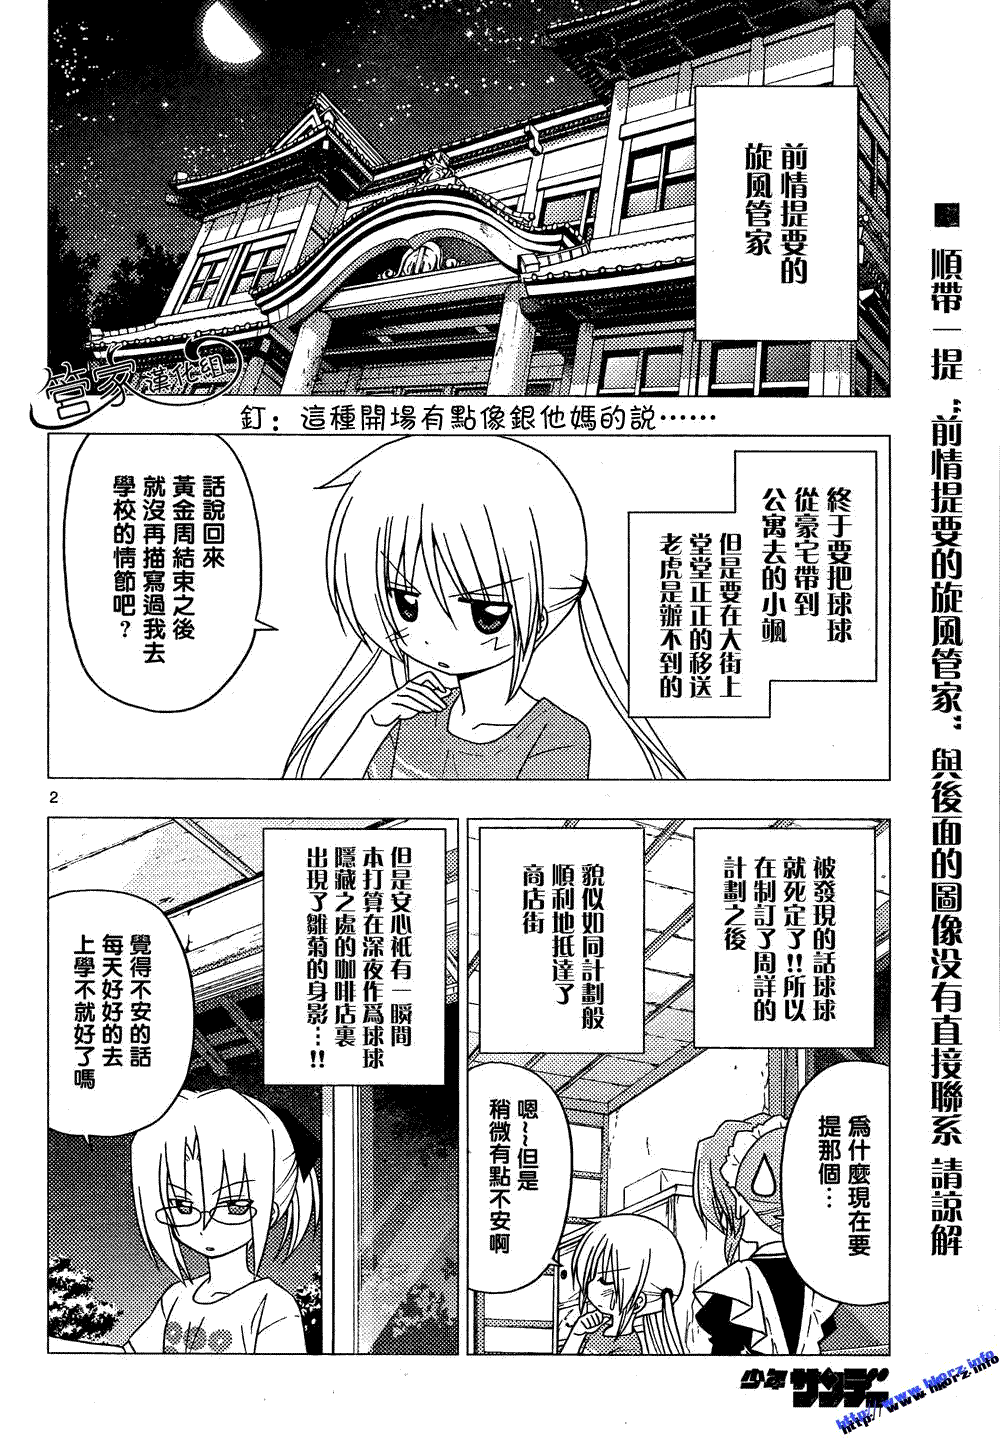 ■ 順帶一提：前情提要的旋風管家：與後面的圖像没有直接聯系 請諒解
前情提要的
旋風管家
管家
漢化組
釘：這種開場有點像銀他媽的説……
終于要把球球
從豪宅帶到
公寓去的小颯
但是要在大街上
堂堂正正的移送
老虎是辦不到的
話說回來
黃金周結束之後
就沒再描寫過我去
學校的情節吧？
2
被發現的話球球
就死定了!!所以
在制訂了周詳的
計劃之後
為什麼現在要
提那個…
貌似如同計劃般
順利地抵達了
商店街
嗯~~但是
稍微有點不安啊
但是安心衹有一瞬間
本打算在深夜作爲球球
隱藏之處的咖啡店裏
出現了雛菊的身影…!!
覺得不安的話
每天好好的去
上學不就好了嗎
少年サンデー
http://www.hkorz.info
http://www.hkorz.info